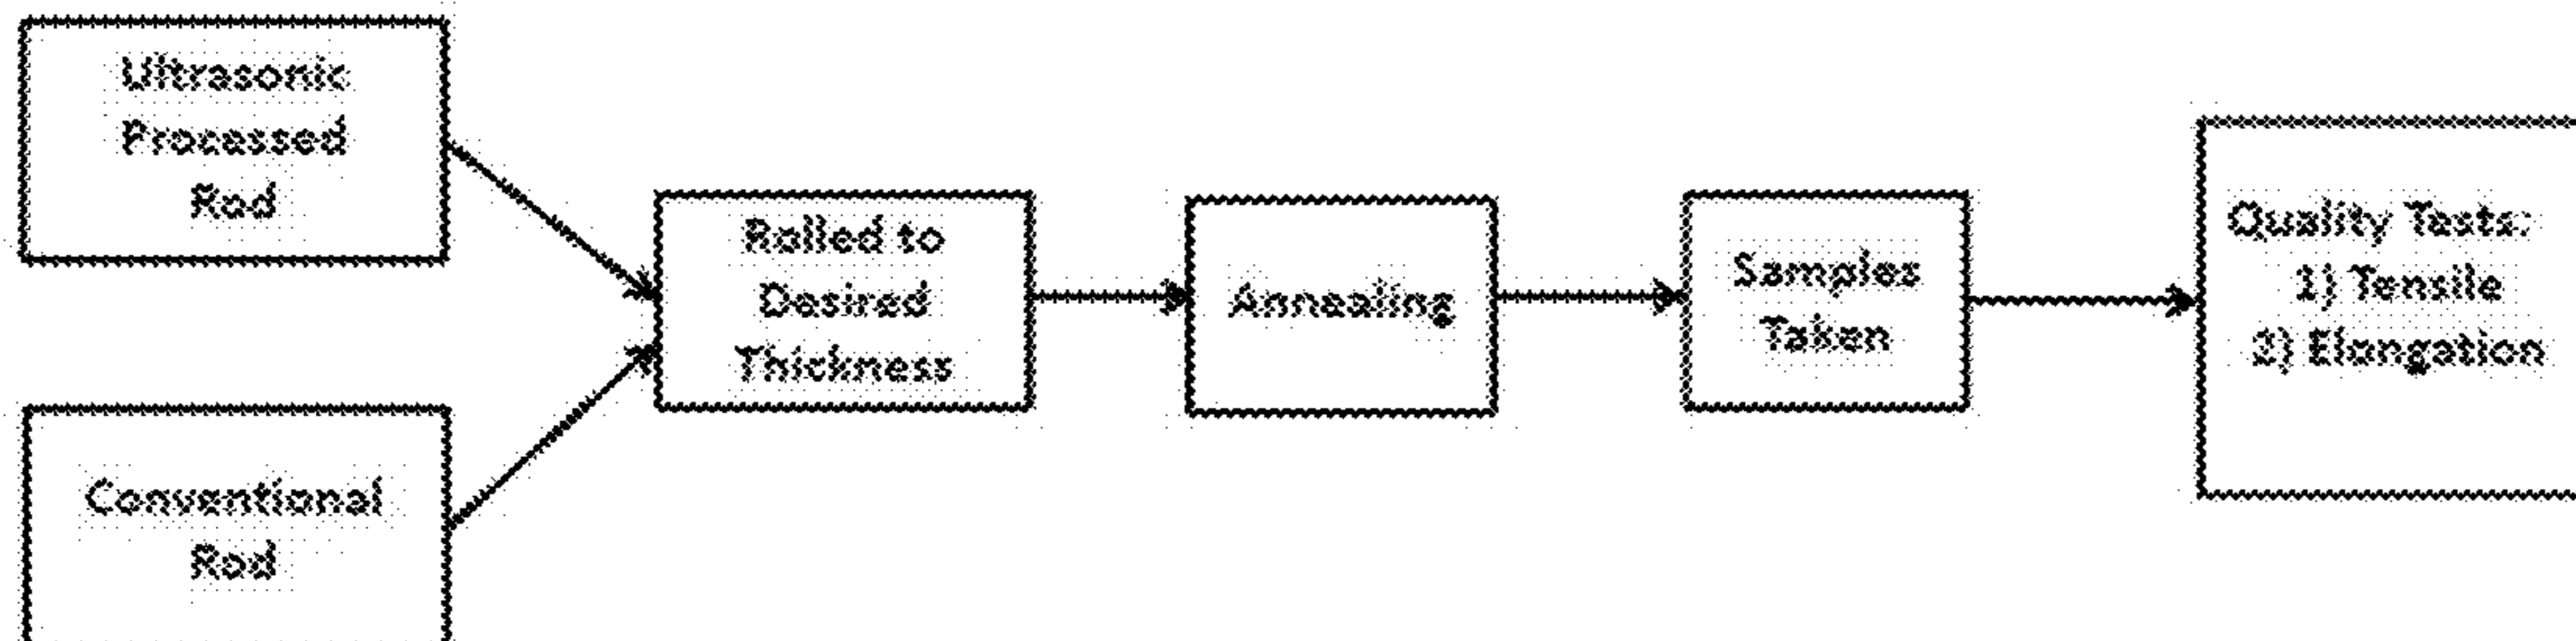 Ultrasonic
Processed
Rod
Conventional
Rod
Rolled to
Desired
Thickness
Annealing
Samples
Taken
Quality Tests:
1) Tensile
2) Elongation